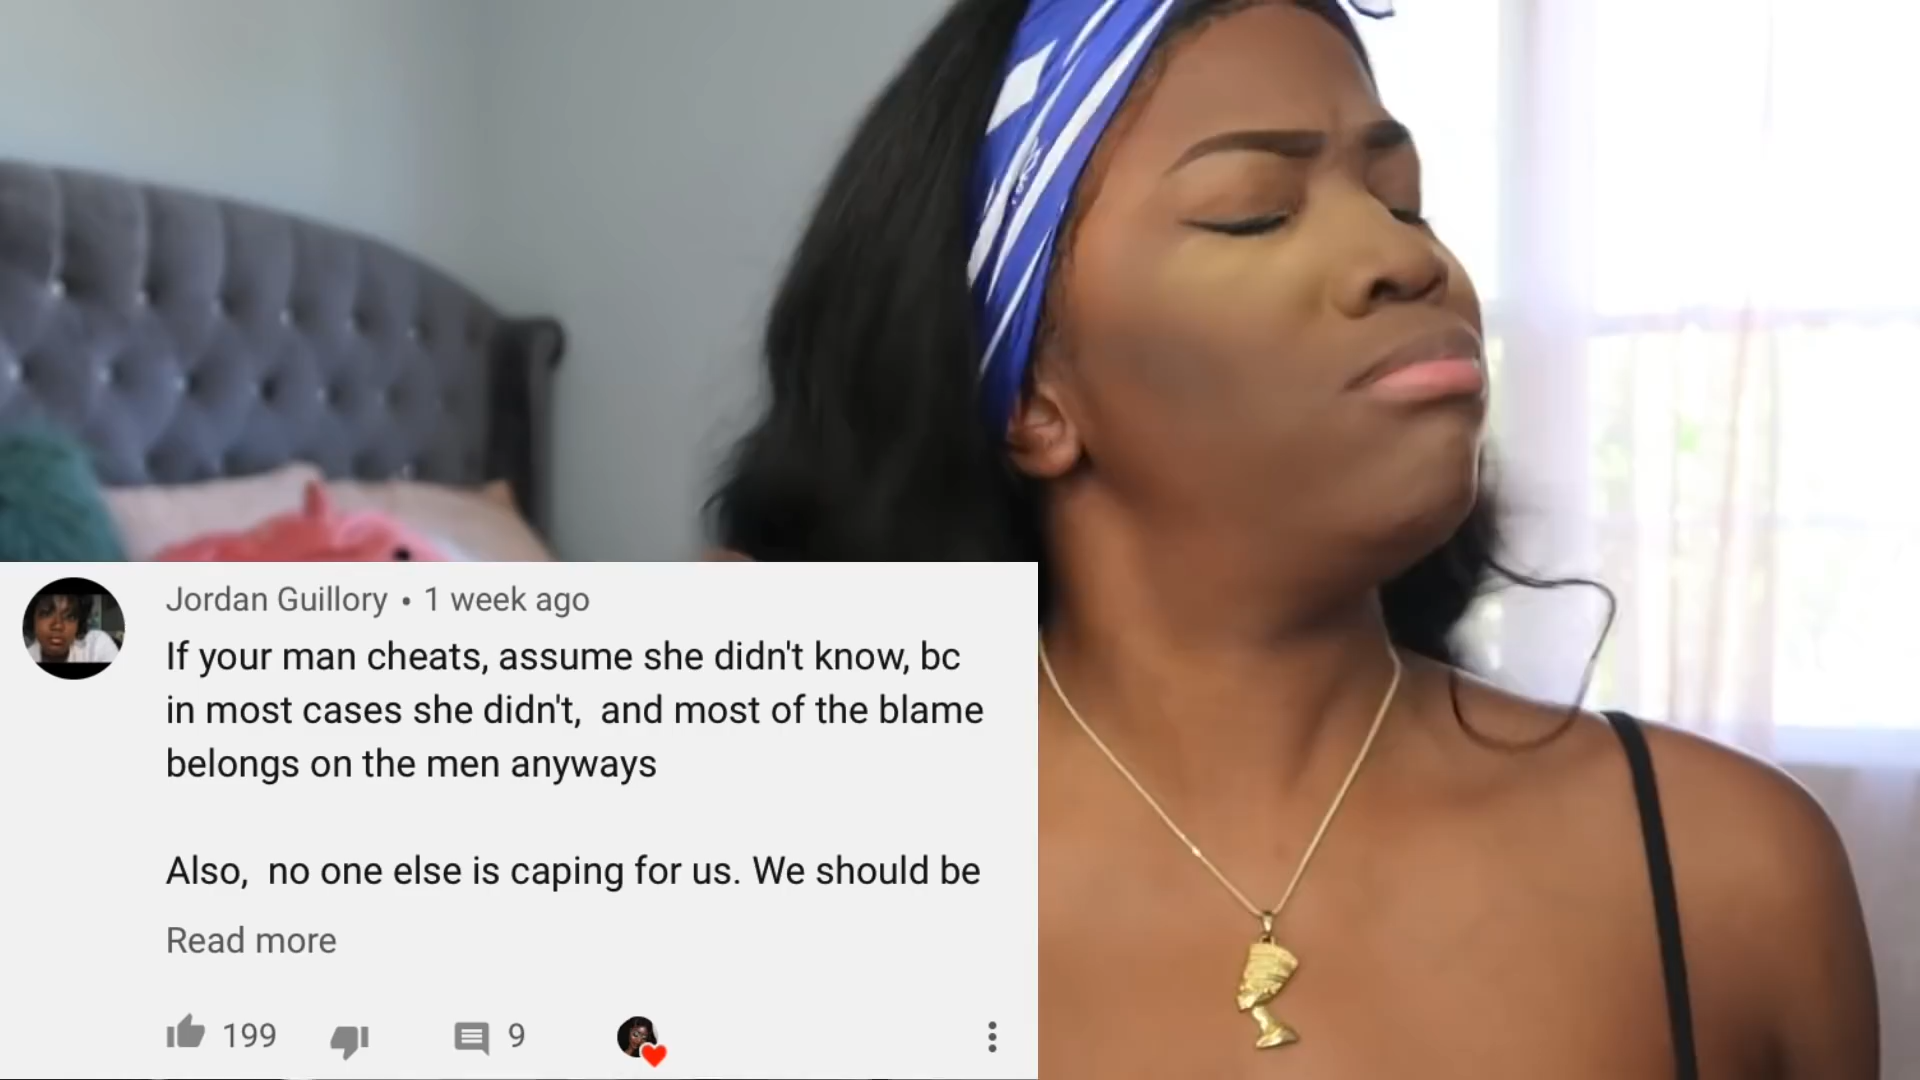 Jordan Guillory • 1 week ago
If your man cheats, assume she didn't know, bc
in most cases she didn't,  and most of the blame
belongs on the men anyways
Also,  no one else is caping for us. We should be
Read more
199
9